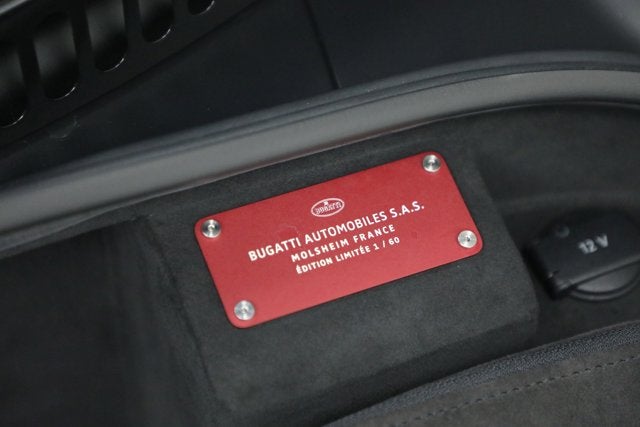 BUGATTI
BUGATTI AUTOMOBILES S.A.S.
MOLSHEIM FRANCE
ÉDITION LIMITÉE 1 / 60
12 V